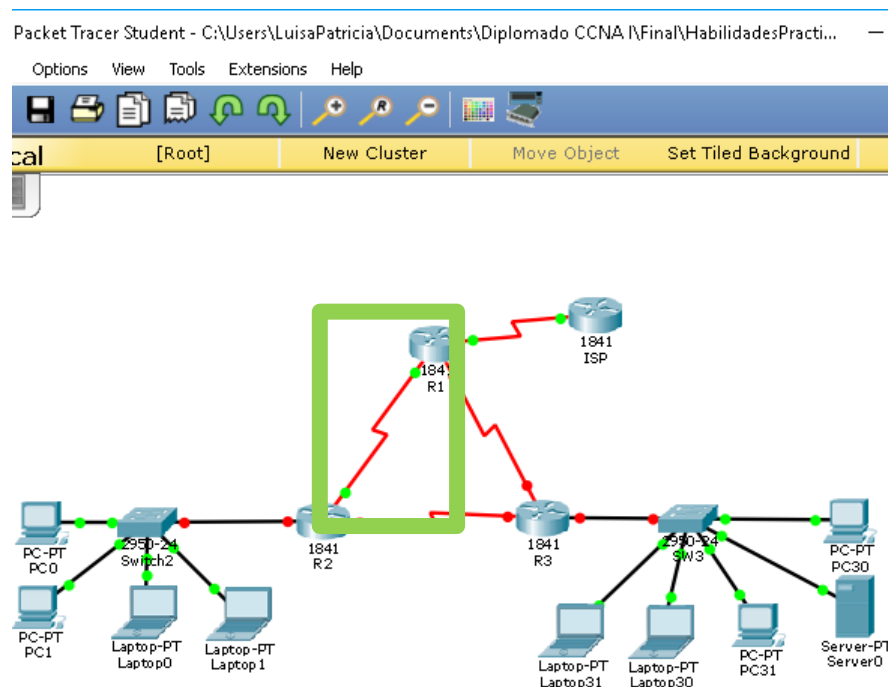 Packet Tracer Student - C:\Users\LuisaPatricia\Documents\Diplomado CCNA I\Final\HabilidadesPracti...
Options View Tools Extensions Help
R
cal [Root] New Cluster Move Object Set Tiled Background
1841
ISP
184
R1
PC-PT
PC0
2950-24
Switch2
1841
R2
1841
R3
2950-24
SW3
PC-PT
PC30
PC-PT
PC1
Laptop-PT
Laptop0
Laptop-PT
Laptop1
Laptop-PT
Laptop31
Laptop-PT
Laptop30
PC-PT
PC31
Server-PT
Server0